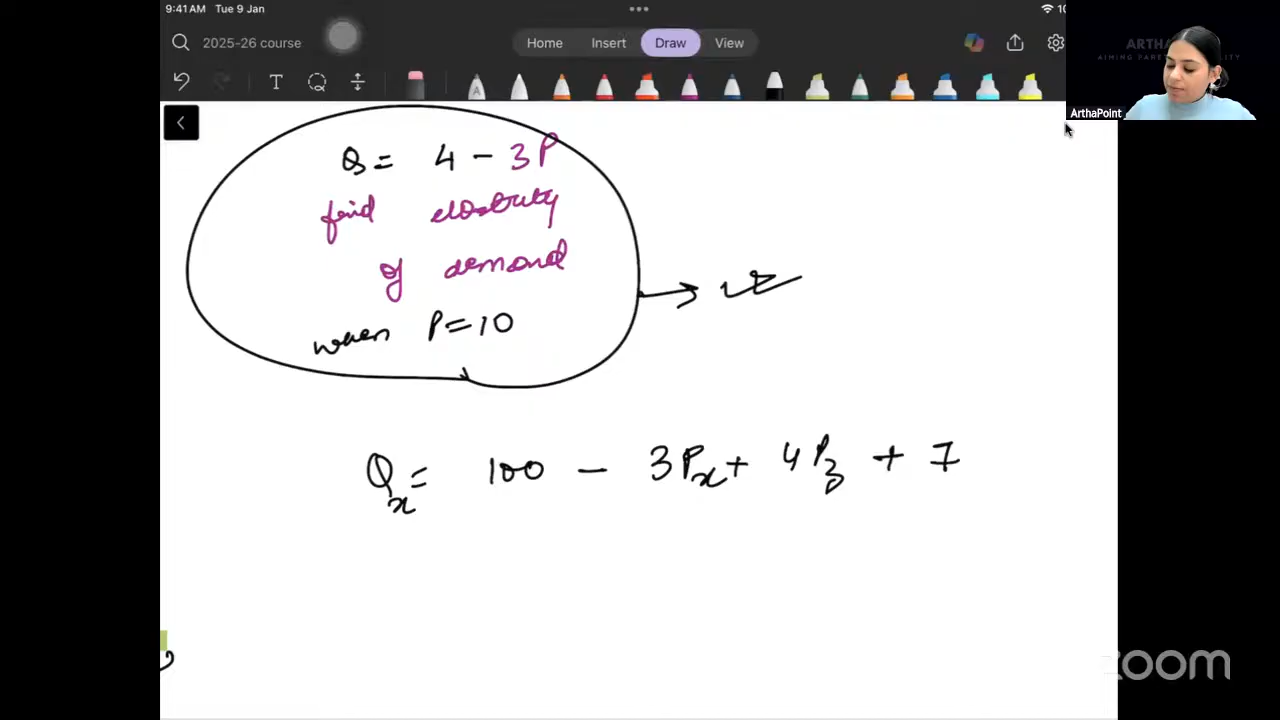 9:41 AM Tue 9 Jan
2025-26 course
Home Insert Draw View
T
A
ArthaPoint
Q = 4 - 3P
find elasticity
of demand
when P=10
Qx = 100 - 3Px + 4Pz + 7
zoom